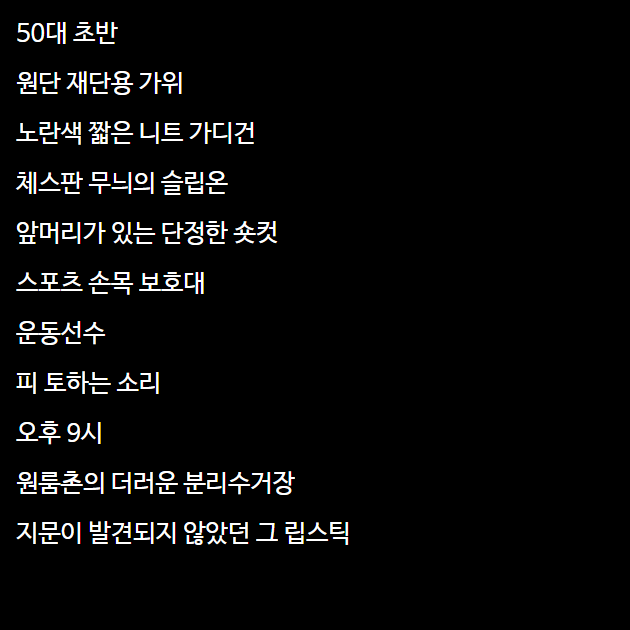 50대 초반
원단 재단용 가위
노란색 짧은 니트 가디건
체스판 무늬의 슬립온
앞머리가 있는 단정한 숏컷
스포츠 손목 보호대
운동선수
피 토하는 소리
오후 9시
원룸촌의 더러운 분리수거장
지문이 발견되지 않았던 그 립스틱